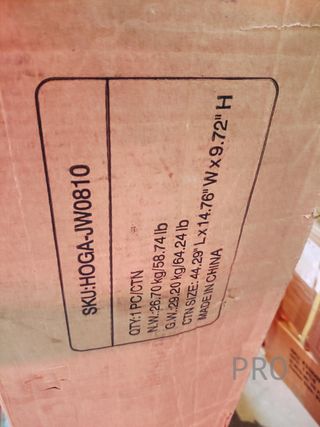 SKU:HOGA-JW0810
QTY:1 PC/CTN
N.W.:26.70 kg/58.74 lb
G.W.:29.20 kg/64.24 lb
CTN SIZE: 44.29" L x 14.76" W x 9.72" H
MADE IN CHINA
PRO